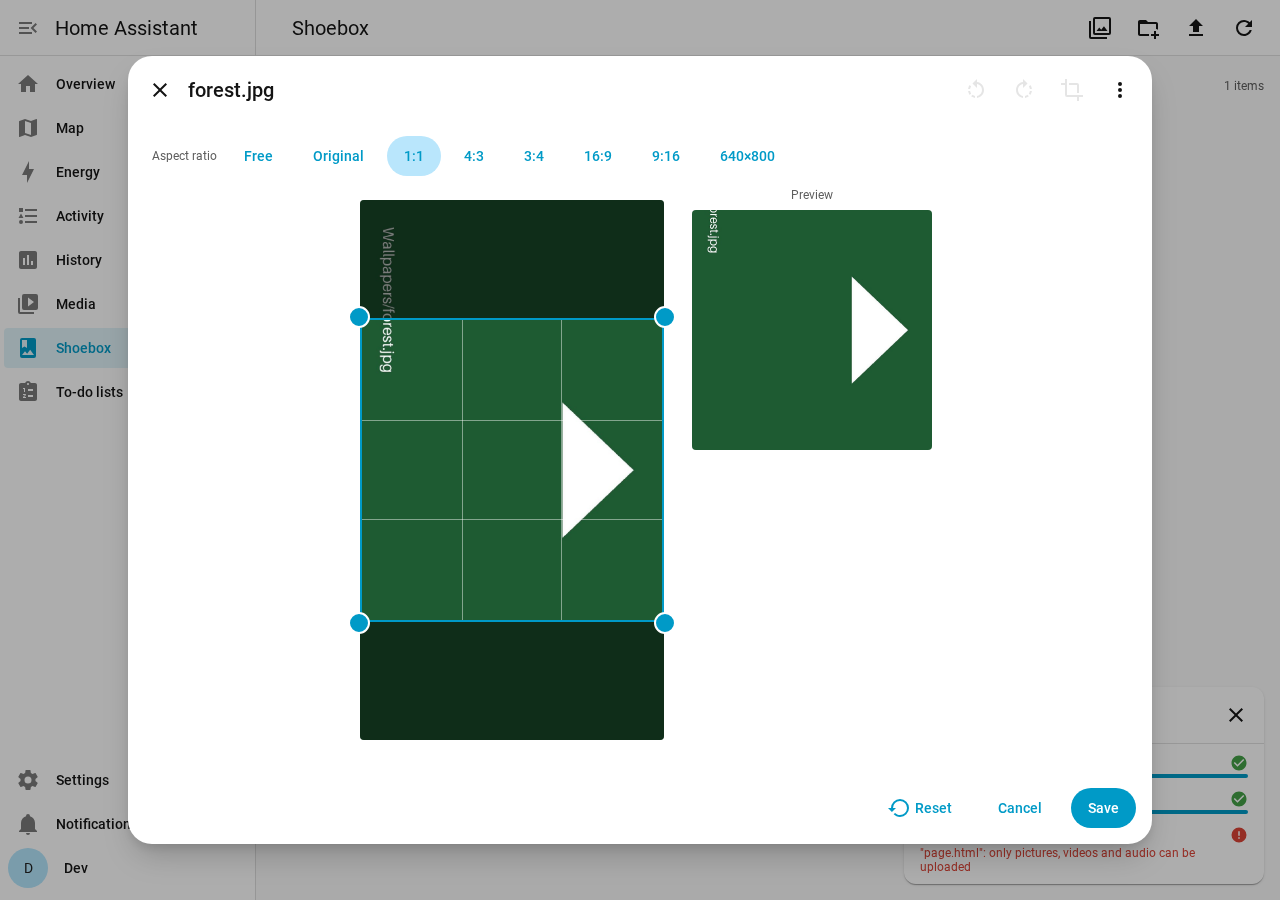 Home Assistant
Shoebox
Overview
Map
Energy
Activity
History
Media
Shoebox
To-do lists
Settings
Notification
D
Dev
1 items
forest.jpg
Aspect ratio
Free
Original
1:1
4:3
3:4
16:9
9:16
640×800
Preview
Wallpapers/forest.jpg
orest.jpg
Reset
Cancel
Save
"page.html": only pictures, videos and audio can be
uploaded